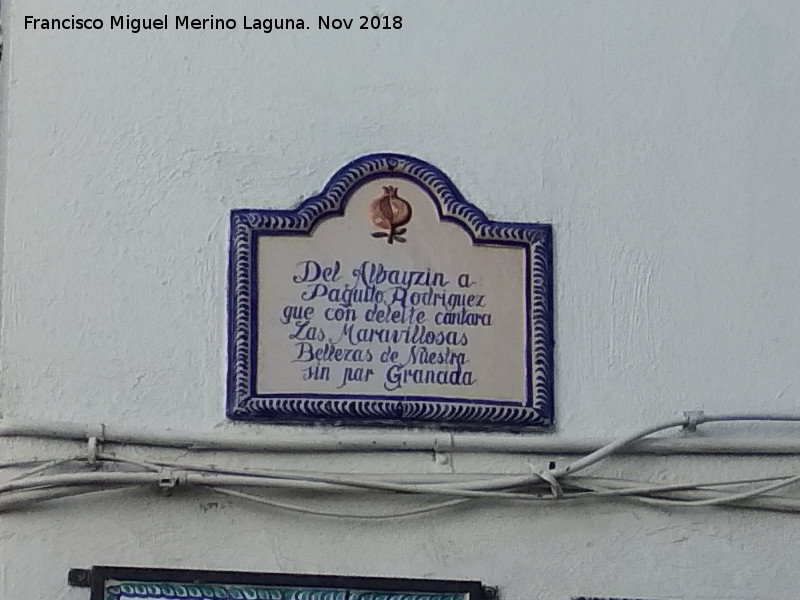 Francisco Miguel Merino Laguna. Nov 2018
Del Albayzin a
Paquito Rodriguez
que con deleite cantara
Las Maravillosas
Bellezas de Nuestra
sin par Granada